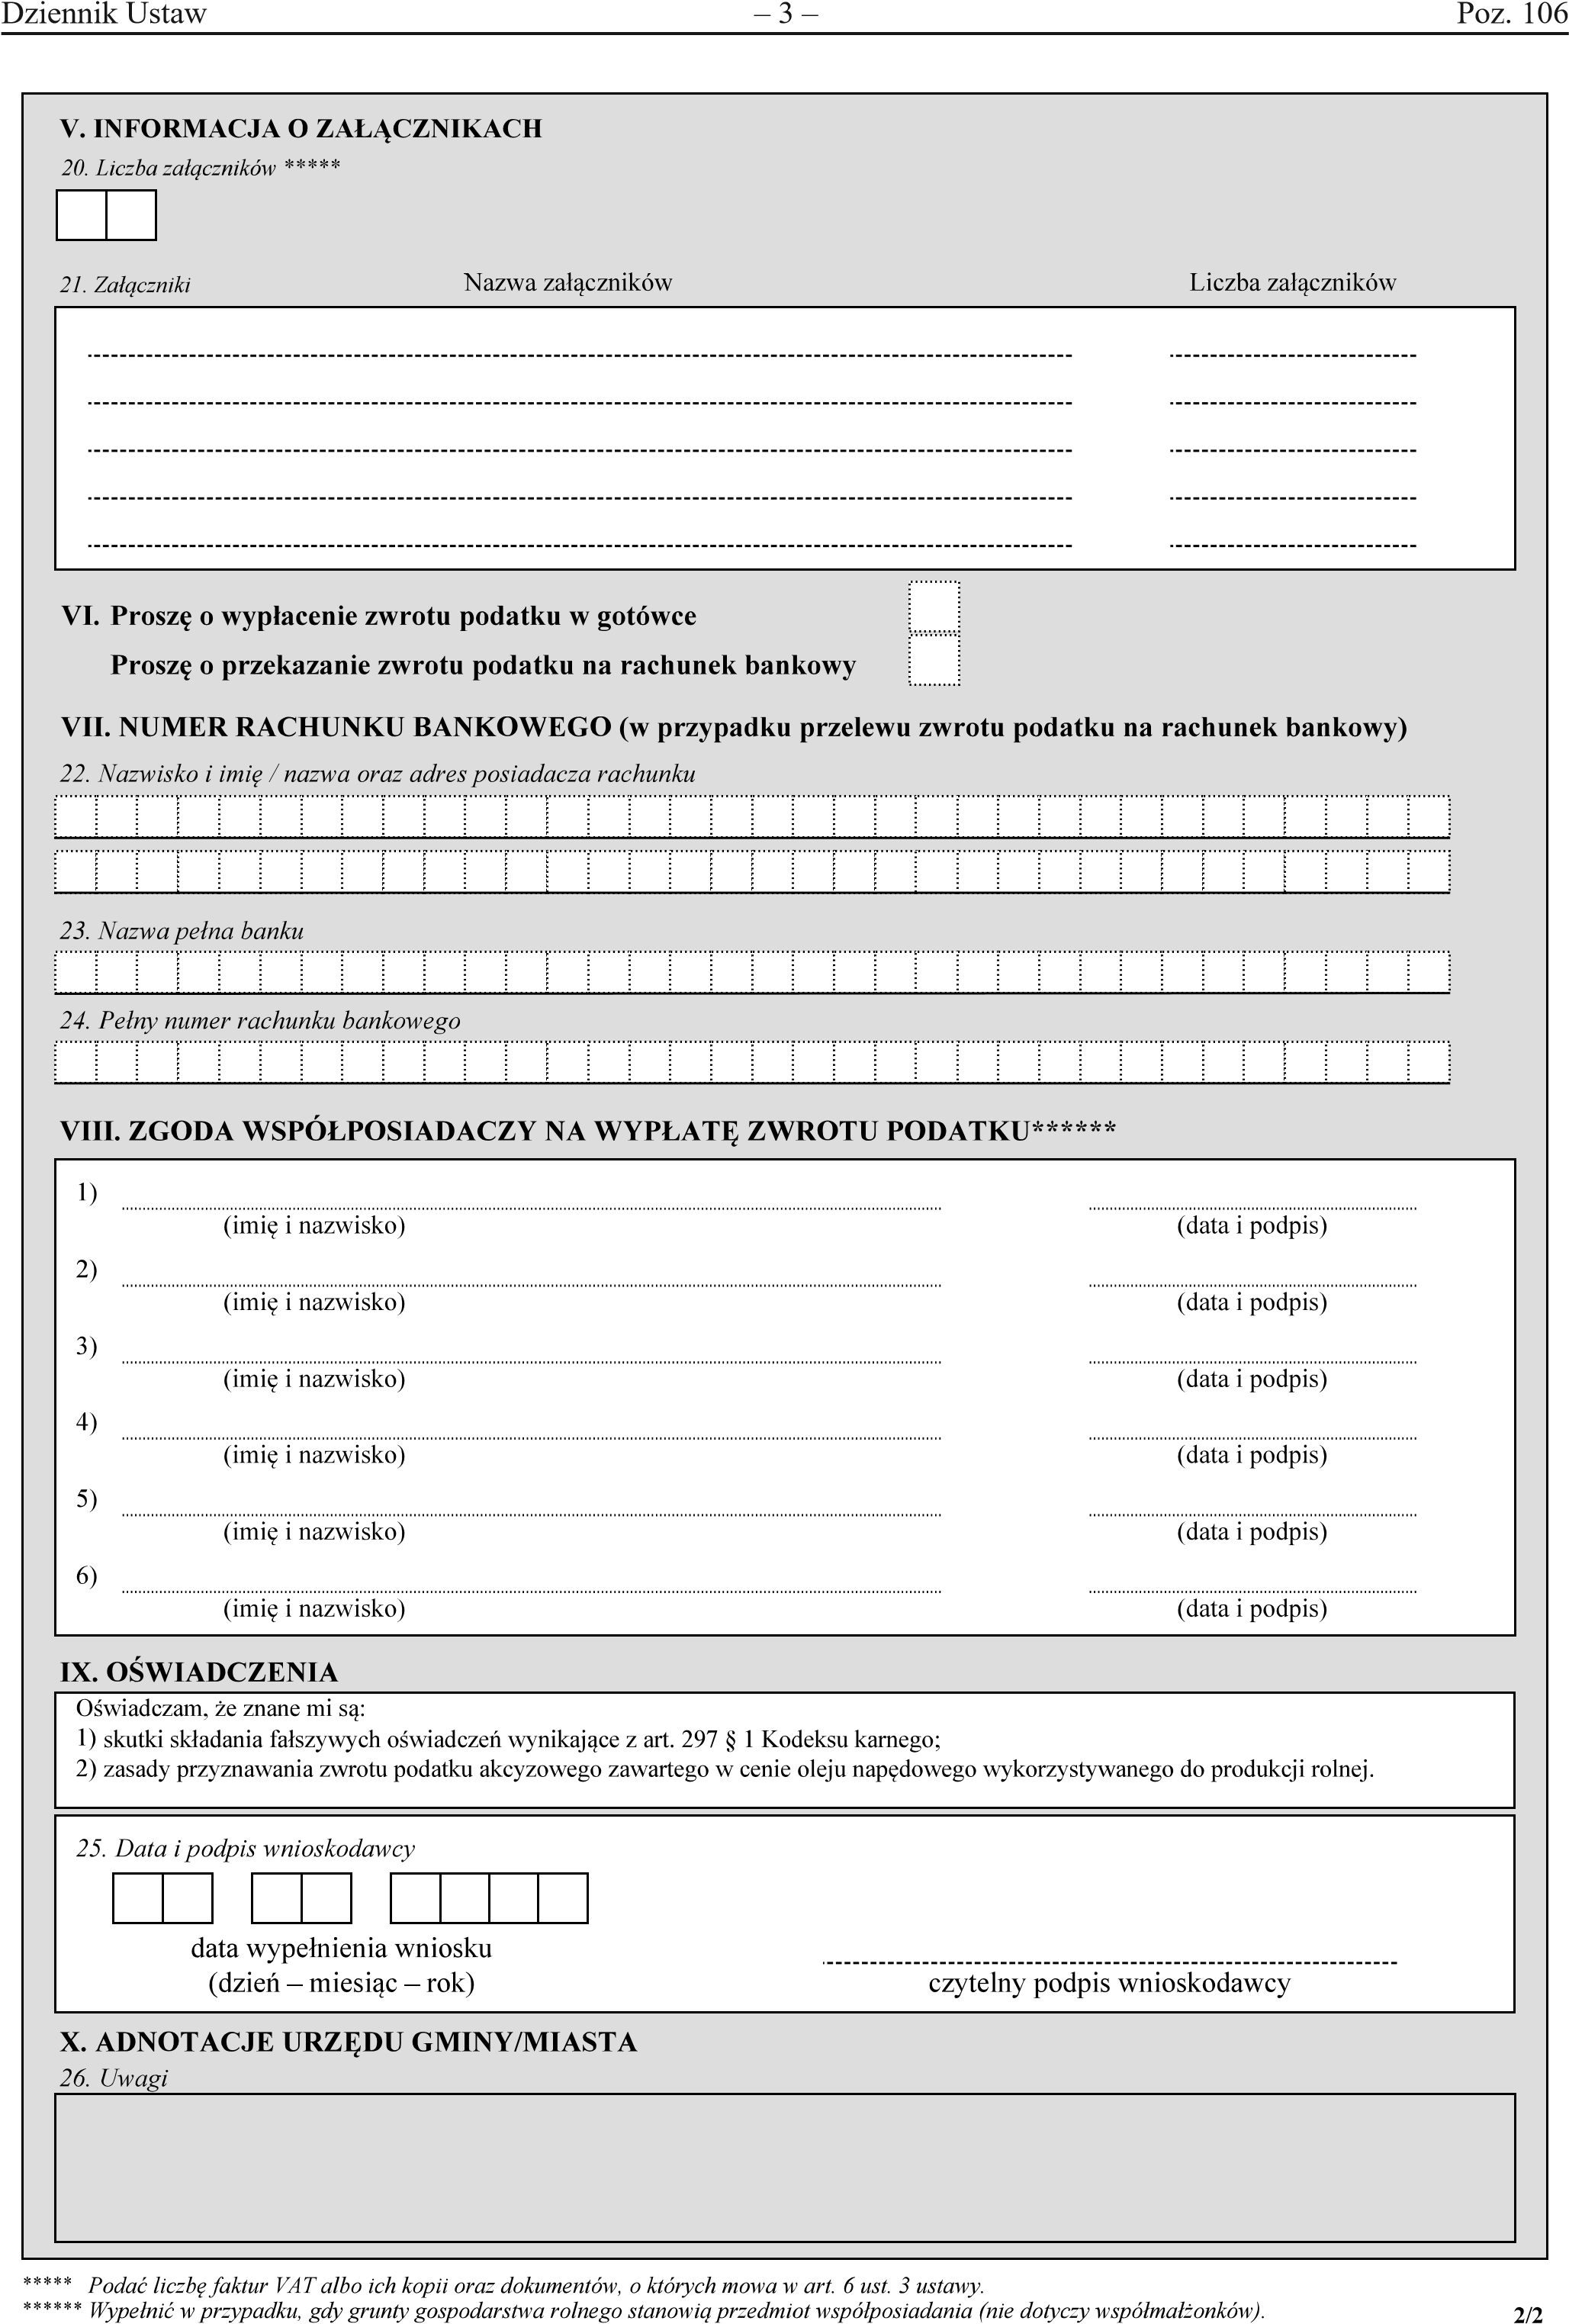 Dziennik Ustaw – 3 – Poz. 106
V. INFORMACJA O ZAŁĄCZNIKACH
20. Liczba załączników *****
21. Załączniki Nazwa załączników Liczba załączników
VI. Proszę o wypłacenie zwrotu podatku w gotówce
Proszę o przekazanie zwrotu podatku na rachunek bankowy
VII. NUMER RACHUNKU BANKOWEGO (w przypadku przelewu zwrotu podatku na rachunek bankowy)
22. Nazwisko i imię / nazwa oraz adres posiadacza rachunku
23. Nazwa pełna banku
24. Pełny numer rachunku bankowego
VIII. ZGODA WSPÓŁPOSIADACZY NA WYPŁATĘ ZWROTU PODATKU******
1)
(imię i nazwisko) (data i podpis)
2)
(imię i nazwisko) (data i podpis)
3)
(imię i nazwisko) (data i podpis)
4)
(imię i nazwisko) (data i podpis)
5)
(imię i nazwisko) (data i podpis)
6)
(imię i nazwisko) (data i podpis)
IX. OŚWIADCZENIA
Oświadczam, że znane mi są:
1) skutki składania fałszywych oświadczeń wynikające z art. 297 § 1 Kodeksu karnego;
2) zasady przyznawania zwrotu podatku akcyzowego zawartego w cenie oleju napędowego wykorzystywanego do produkcji rolnej.
25. Data i podpis wnioskodawcy
data wypełnienia wniosku
(dzień – miesiąc – rok) czytelny podpis wnioskodawcy
X. ADNOTACJE URZĘDU GMINY/MIASTA
26. Uwagi
***** Podać liczbę faktur VAT albo ich kopii oraz dokumentów, o których mowa w art. 6 ust. 3 ustawy.
****** Wypełnić w przypadku, gdy grunty gospodarstwa rolnego stanowią przedmiot współposiadania (nie dotyczy współmałżonków). 2/2